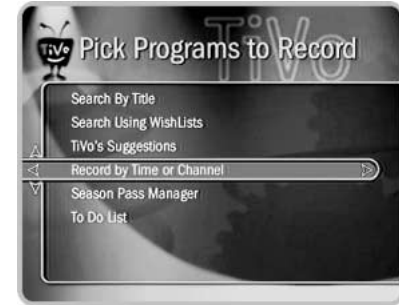 TiVo
Pick Programs to Record
TiVo
Search By Title
Search Using WishLists
TiVo's Suggestions
Record by Time or Channel
Season Pass Manager
To Do List